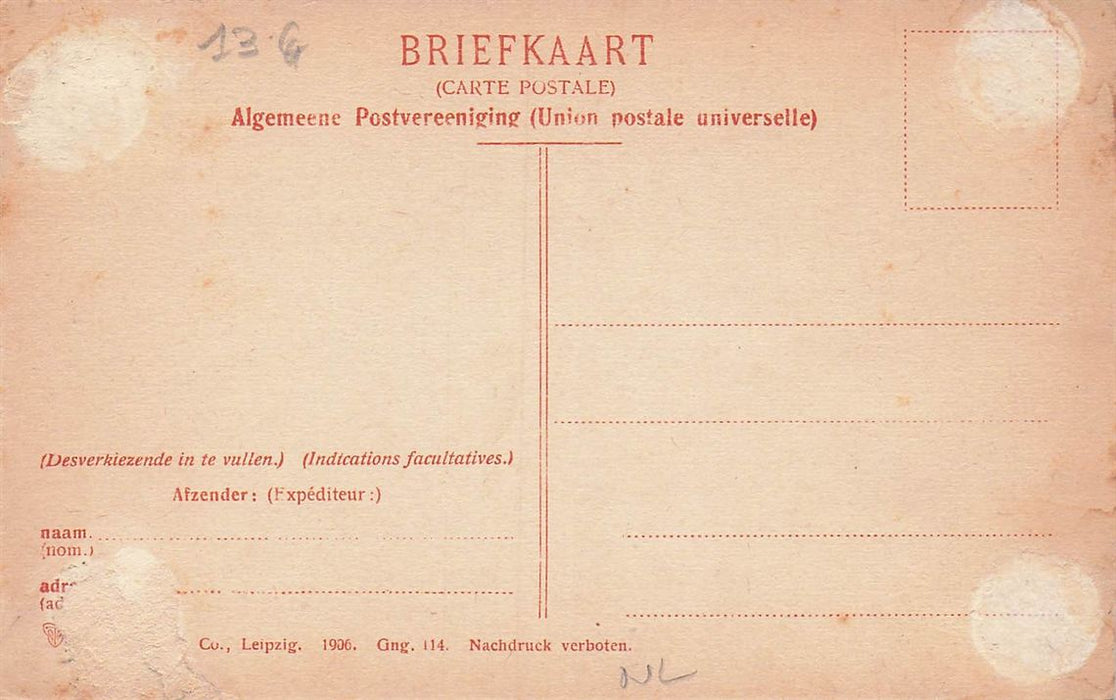 13.G
BRIEFKAART
(CARTE POSTALE)
Algemeene Postvereeniging (Union postale universelle)
(Desverkiezende in te vullen.) (Indications facultatives.)
Afzender: (Expéditeur:)
naam.
(nom.)
Co., Leipzig. 1906. Gng. 114. Nachdruck verboten.
NL